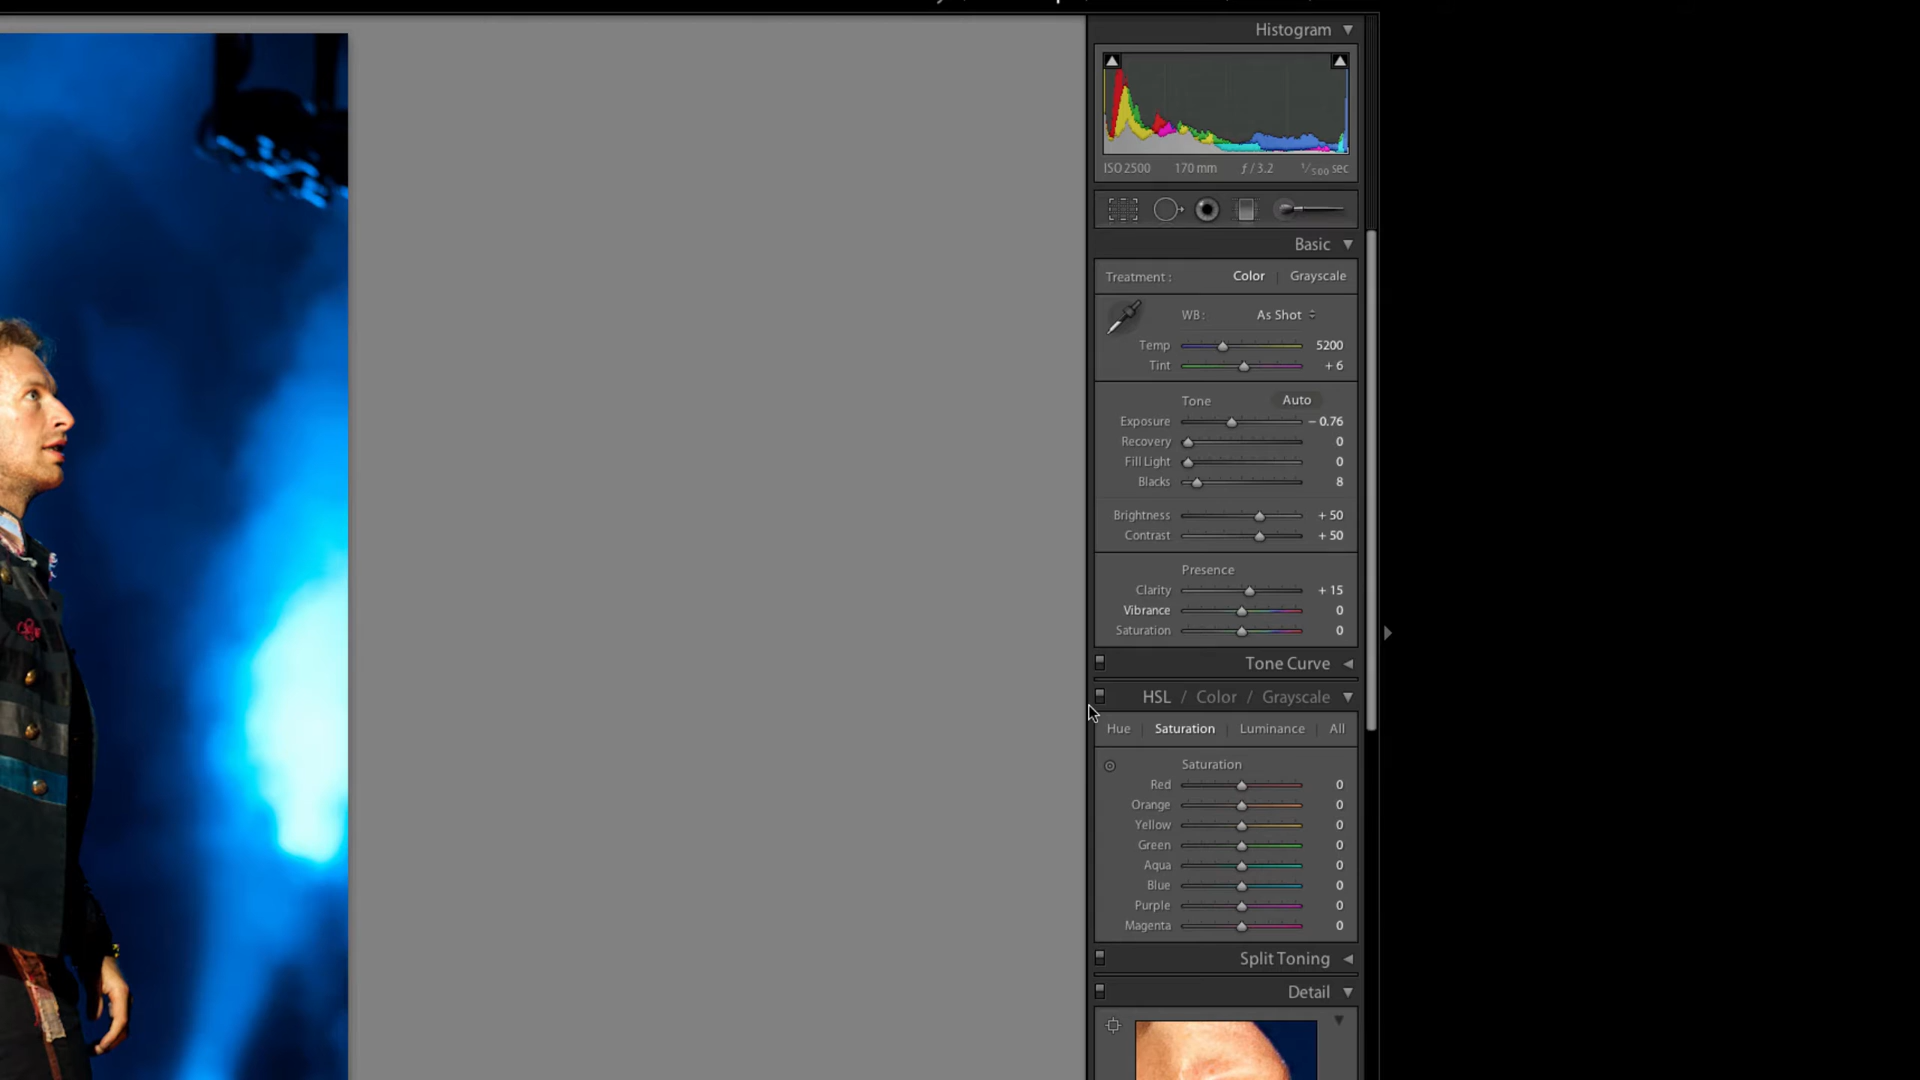 Histogram
ISO 2500 170 mm ƒ / 3.2 1/500 sec
Basic
Treatment : Color | Grayscale
WB: As Shot
Temp 5200
Tint + 6
Tone Auto
Exposure – 0.76
Recovery 0
Fill Light 0
Blacks 8
Brightness + 50
Contrast + 50
Presence
Clarity + 15
Vibrance 0
Saturation 0
Tone Curve
HSL / Color / Grayscale
Hue | Saturation | Luminance | All
Saturation
Red 0
Orange 0
Yellow 0
Green 0
Aqua 0
Blue 0
Purple 0
Magenta 0
Split Toning
Detail